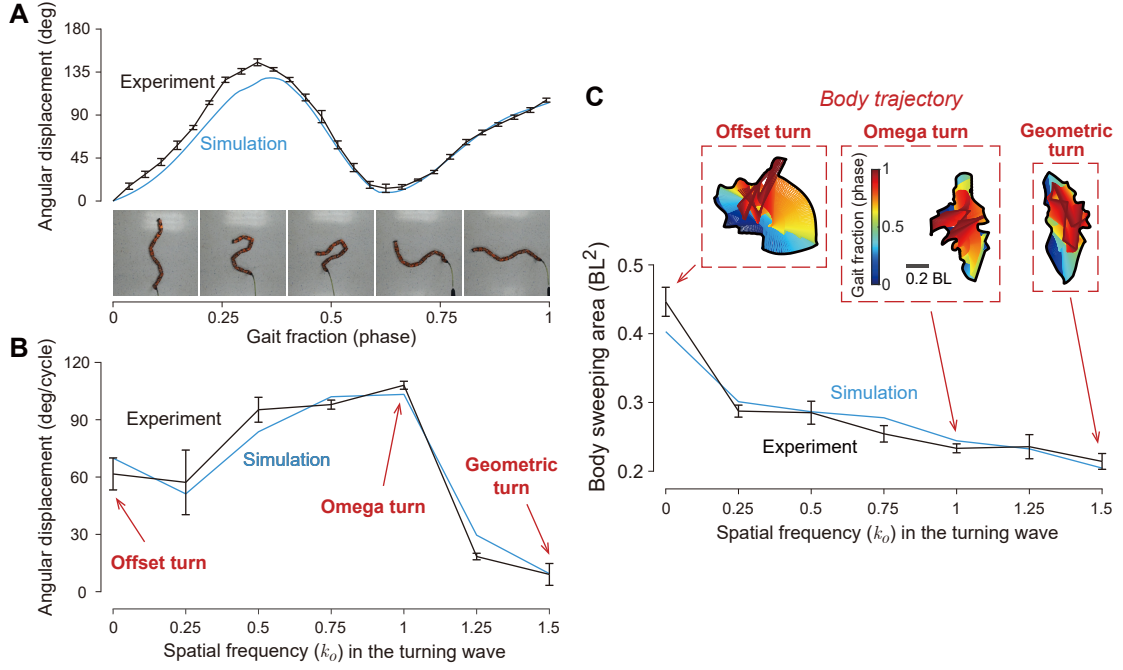 A
Angular displacement (deg)
180
135
90
45
0
Experiment
Simulation
0
0.25
0.5
0.75
1
Gait fraction (phase)
B
Angular displacement (deg/cycle)
120
90
60
30
0
Experiment
Simulation
Offset turn
Omega turn
Geometric
turn
0
0.25
0.5
0.75
1
1.25
1.5
Spatial frequency (kₒ) in the turning wave
C
Body trajectory
Offset turn
Omega turn
Geometric
turn
Gait fraction (phase)
1
0.5
0
0.2 BL
Body sweeping area (BL²)
0.5
0.4
0.3
0.2
Simulation
Experiment
0
0.25
0.5
0.75
1
1.25
1.5
Spatial frequency (kₒ) in the turning wave